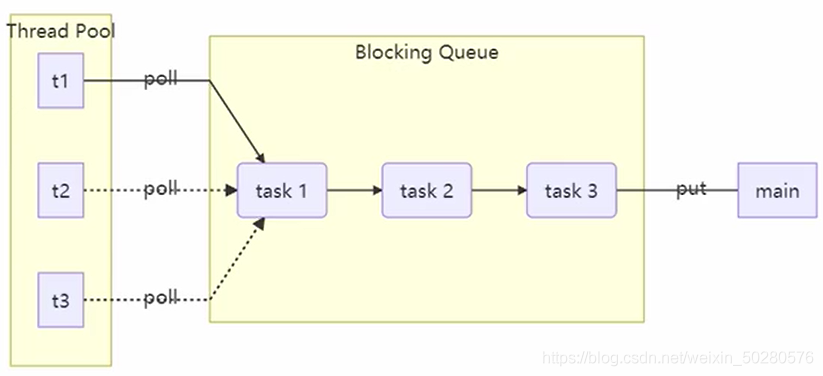 Thread Pool
Blocking Queue
t1
poll
t2
poll
task 1
task 2
task 3
put
main
t3
poll
https://blog.csdn.net/weixin_50280576